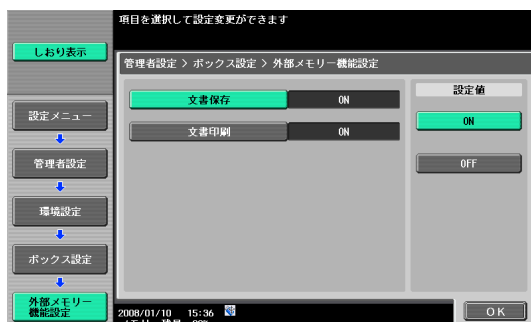 項目を選択して設定変更ができます
しおり表示
管理者設定 > ボックス設定 > 外部メモリー機能設定
文書保存 ON
文書印刷 ON
設定値
ON
OFF
設定メニュー
管理者設定
環境設定
ボックス設定
外部メモリー
機能設定
2008/01/10 15:36
OK